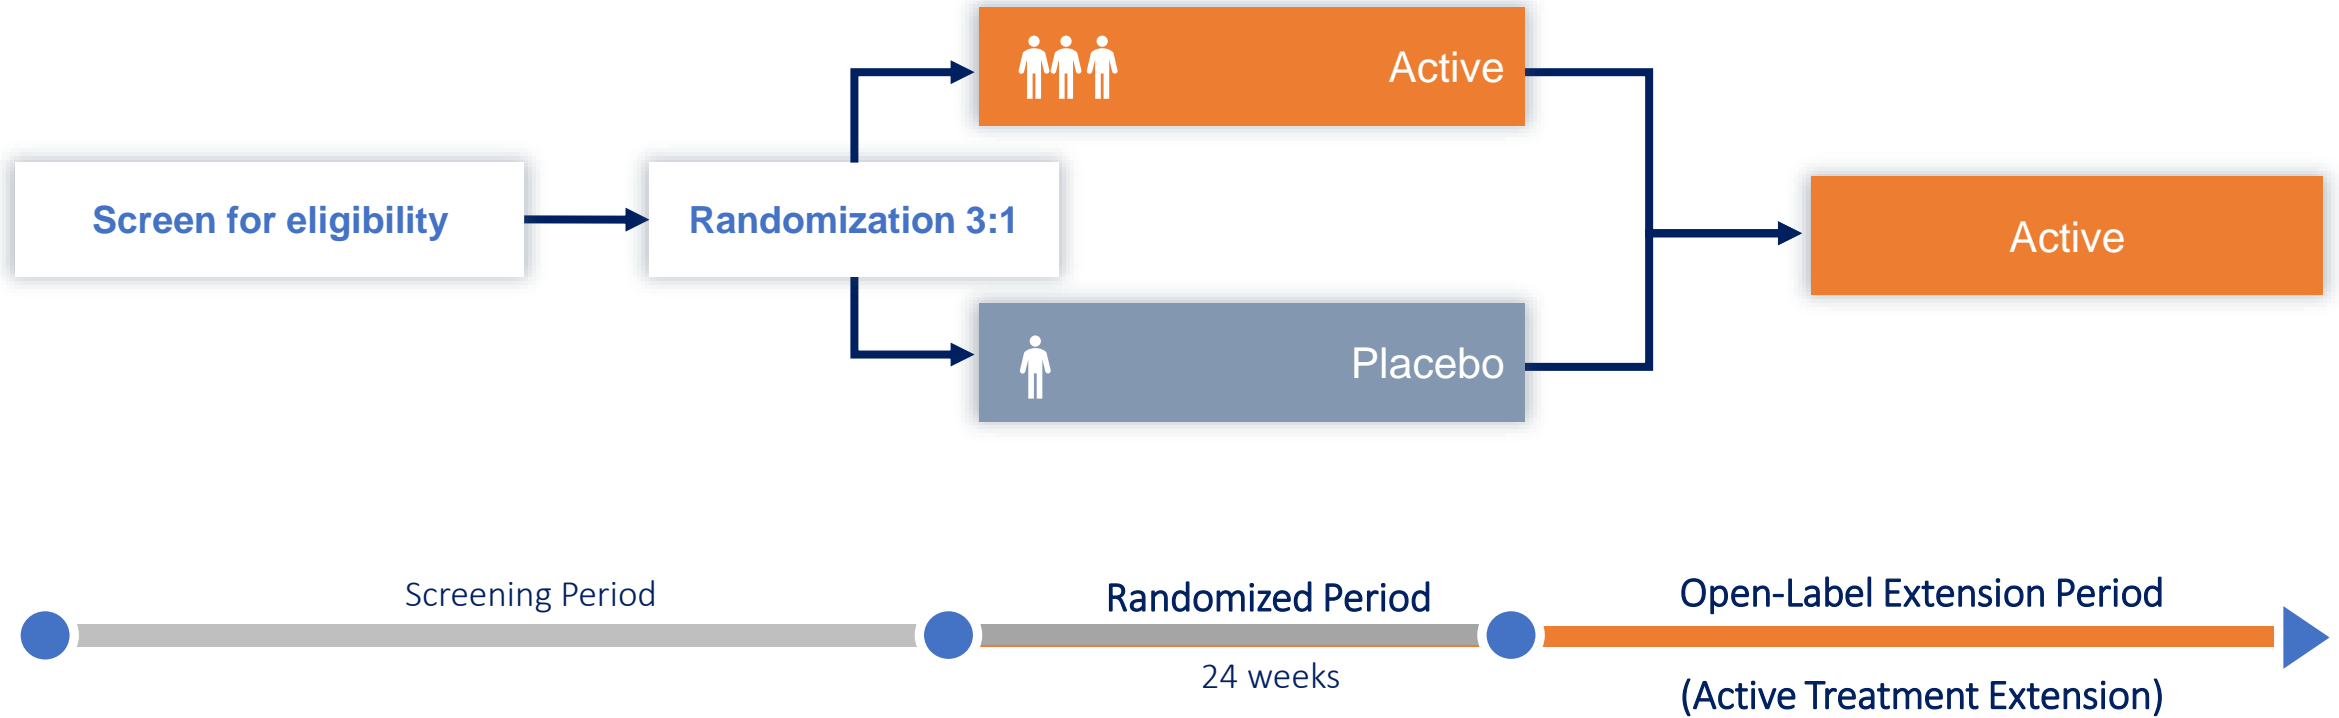 Active
Screen for eligibility
Randomization 3:1
Active
Placebo
Screening Period
Randomized Period
24 weeks
Open-Label Extension Period
(Active Treatment Extension)